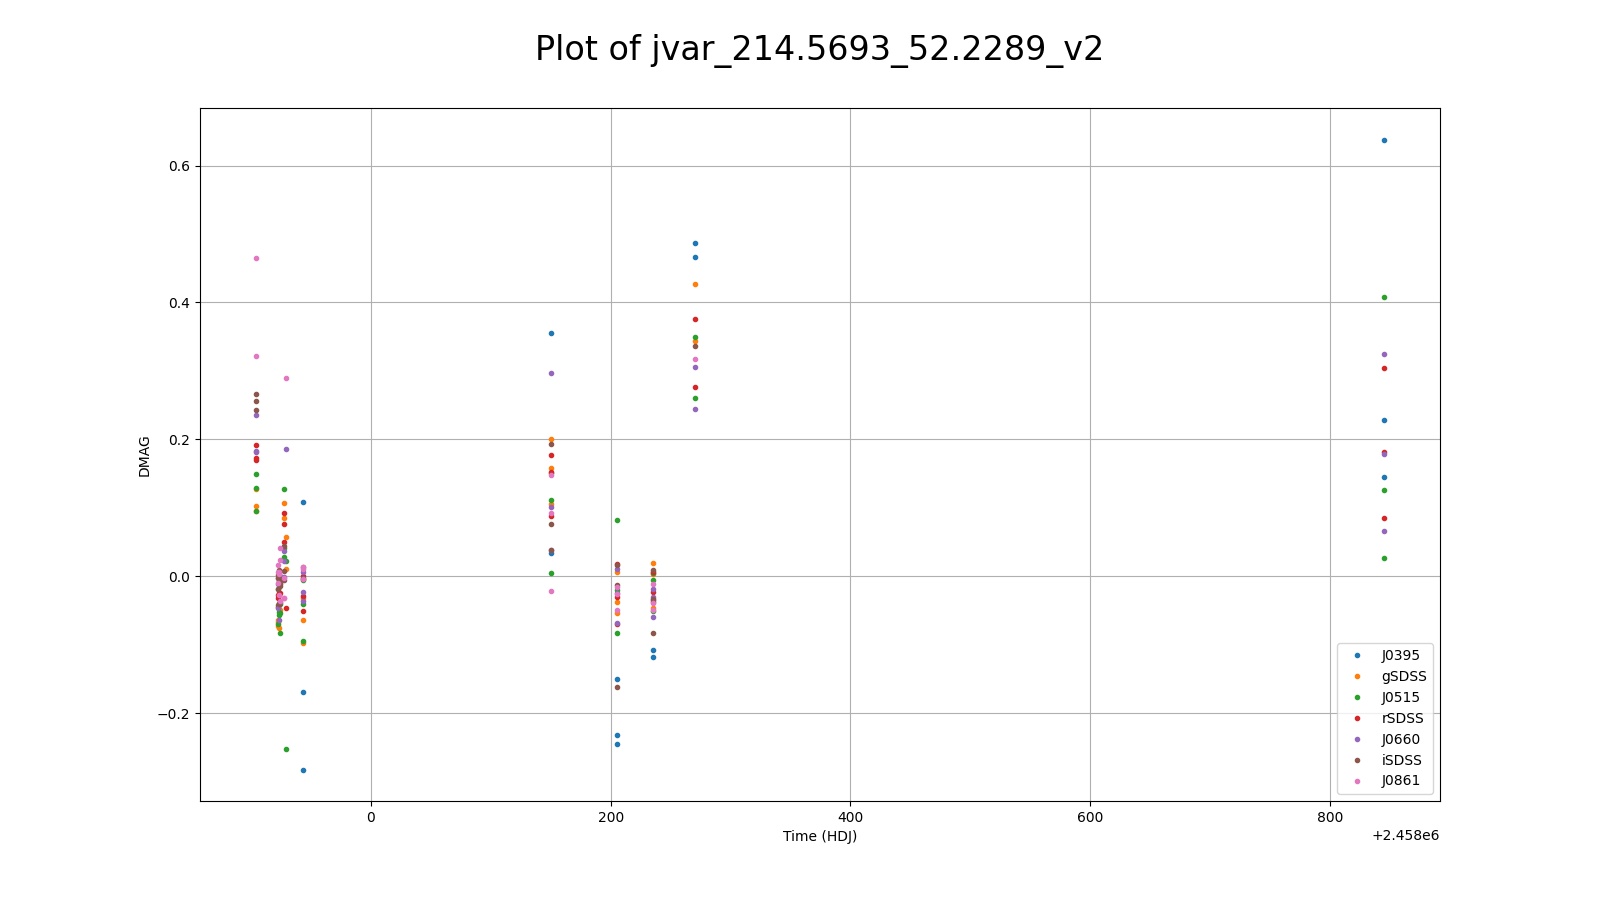 Plot of jvar_214.5693_52.2289_v2
0.6
0.4
0.2
0.0
−0.2
DMAG
0
200
400
600
800
Time (HDJ)
+2.458e6
J0395
gSDSS
J0515
rSDSS
J0660
iSDSS
J0861